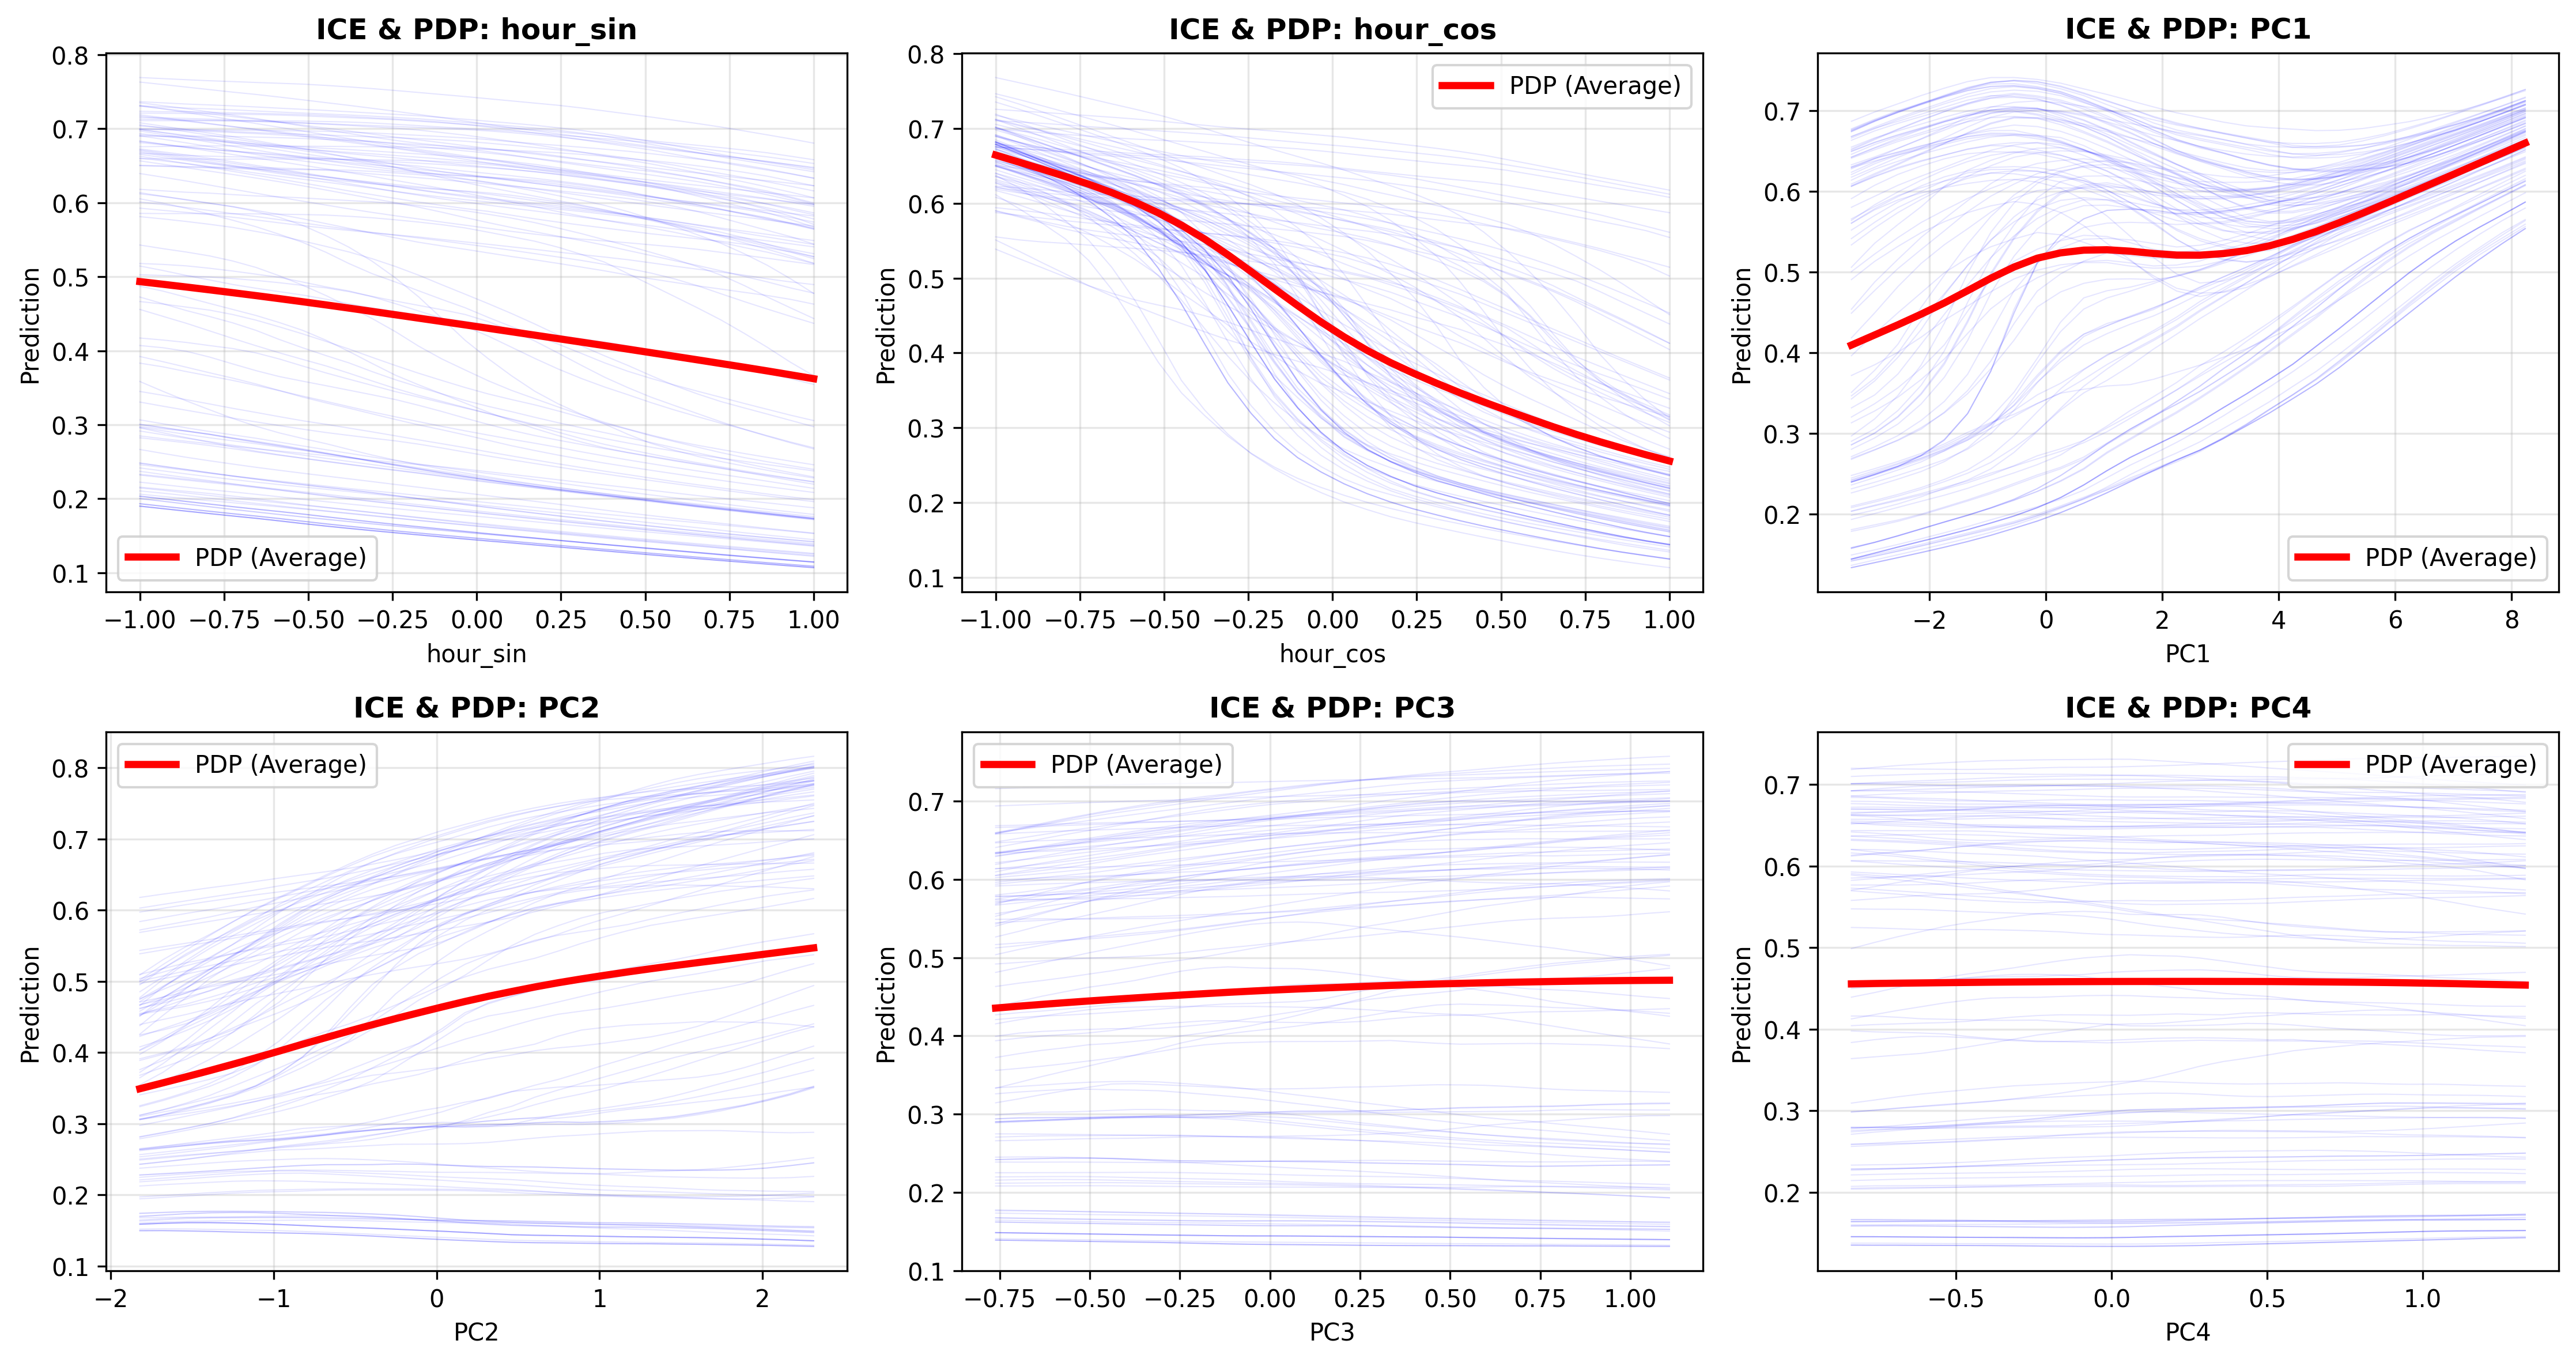 ICE & PDP: hour_sin
0.8
0.7
0.6
0.5
0.4
0.3
0.2
0.1
Prediction
PDP (Average)
−1.00 −0.75 −0.50 −0.25 0.00 0.25 0.50 0.75 1.00
hour_sin
ICE & PDP: hour_cos
0.8
0.7
0.6
0.5
0.4
0.3
0.2
0.1
Prediction
PDP (Average)
−1.00 −0.75 −0.50 −0.25 0.00 0.25 0.50 0.75 1.00
hour_cos
ICE & PDP: PC1
0.7
0.6
0.5
0.4
0.3
0.2
Prediction
PDP (Average)
−2 0 2 4 6 8
PC1
ICE & PDP: PC2
0.8
0.7
0.6
0.5
0.4
0.3
0.2
0.1
Prediction
PDP (Average)
−2 −1 0 1 2
PC2
ICE & PDP: PC3
0.7
0.6
0.5
0.4
0.3
0.2
0.1
Prediction
PDP (Average)
−0.75 −0.50 −0.25 0.00 0.25 0.50 0.75 1.00
PC3
ICE & PDP: PC4
0.7
0.6
0.5
0.4
0.3
0.2
Prediction
PDP (Average)
−0.5 0.0 0.5 1.0
PC4